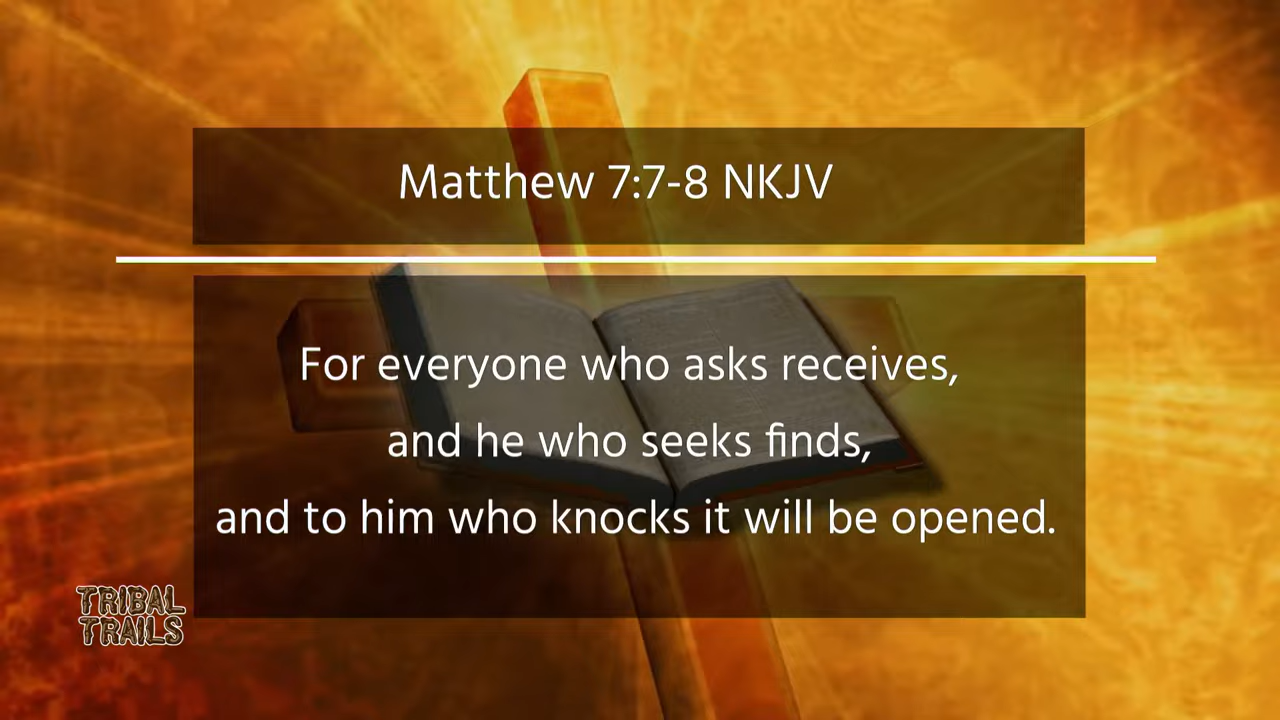 Matthew 7:7-8 NKJV
For everyone who asks receives,
and he who seeks finds,
and to him who knocks it will be opened.
TRIBAL
TRAILS